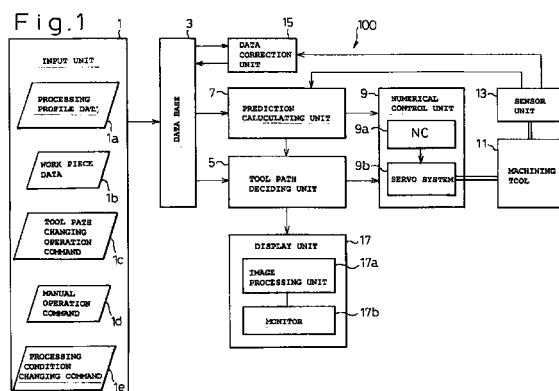 Fig.1
1
INPUT UNIT
PROCESSING
PROFILE DATA
1a
WORK PIECE
DATA
1b
TOOL PATH
CHANGING
OPERATION
COMMAND
1c
MANUAL
OPERATION
COMMAND
1d
PROCESSING
CONDITION
CHANGING COMMAND
1e
3
DATA BASE
15
DATA
CORRECTION
UNIT
100
7
PREDICTION
CALUCULATING UNIT
5
TOOL PATH
DECIDING UNIT
9
NUMERICAL
CONTROL UNIT
9a
NC
9b
SERVO SYSTEM
13
SENSOR
UNIT
11
MACHINING
TOOL
17
DISPLAY UNIT
17a
IMAGE
PROCESSING UNIT
17b
MONITOR